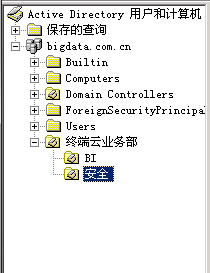 Active Directory 用户和计算机
保存的查询
bigdata.com.cn
Builtin
Computers
Domain Controllers
ForeignSecurityPrincipal
Users
终端云业务部
BI
安全